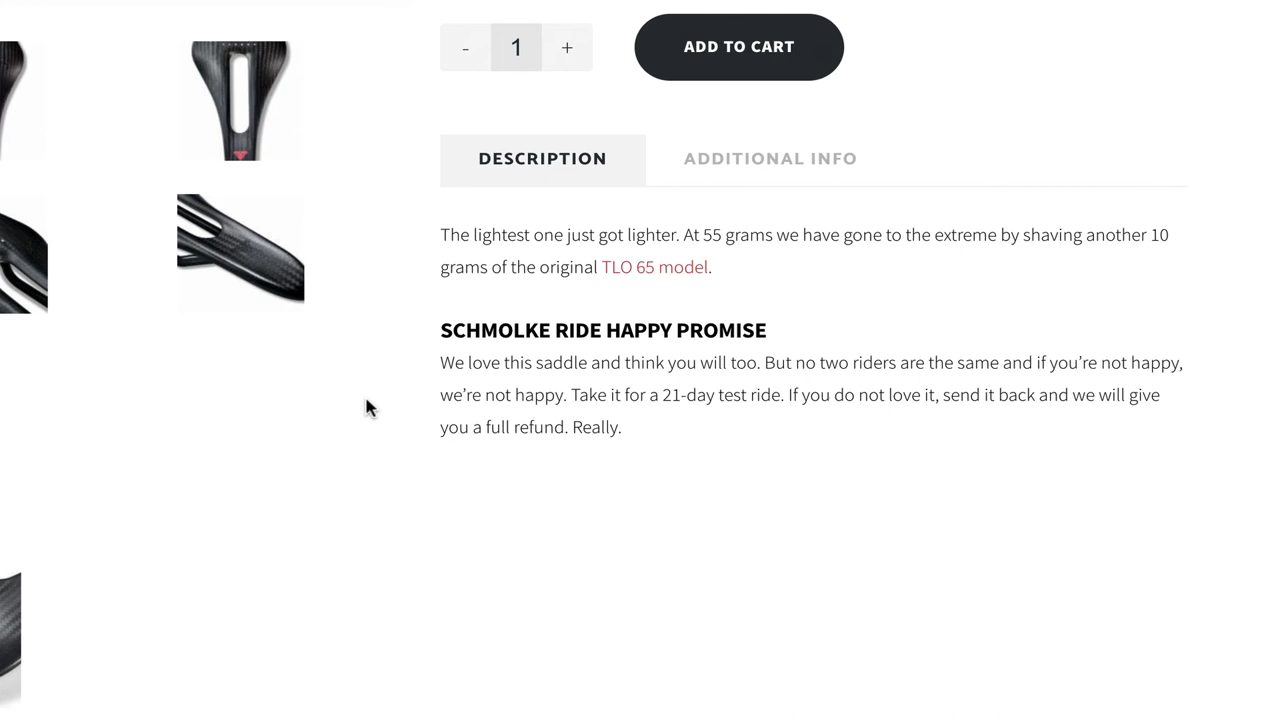 - 1 + ADD TO CART
DESCRIPTION ADDITIONAL INFO
The lightest one just got lighter. At 55 grams we have gone to the extreme by shaving another 10
grams of the original TLO 65 model.
SCHMOLKE RIDE HAPPY PROMISE
We love this saddle and think you will too. But no two riders are the same and if you’re not happy,
we’re not happy. Take it for a 21-day test ride. If you do not love it, send it back and we will give
you a full refund. Really.